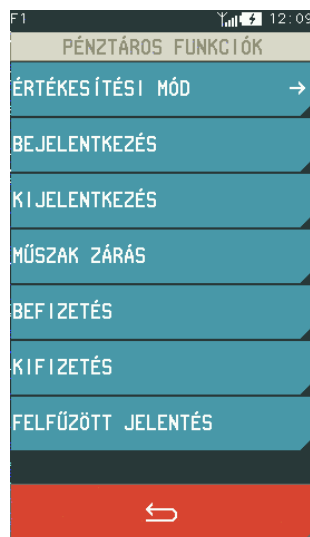 F1 12:09
PÉNZTÁROS FUNKCIÓK
ÉRTÉKESÍTÉSI MÓD
BEJELENTKEZÉS
KIJELENTKEZÉS
MŰSZAK ZÁRÁS
BEFIZETÉS
KIFIZETÉS
FELFŰZÖTT JELENTÉS